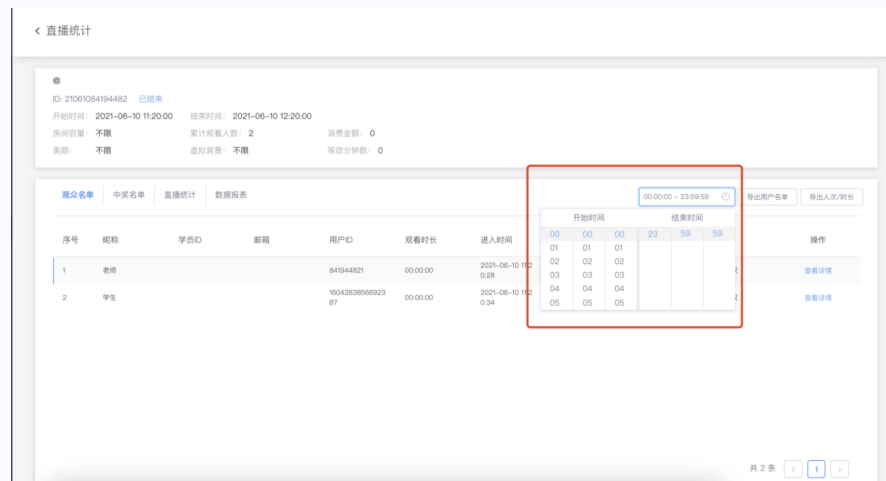 < 直播统计
@
ID: 21061084194482 已结束
开始时间: 2021-06-10 11:20:00 结束时间: 2021-06-10 12:20:00
房间容量: 不限 累计观看人数: 2 消费金额: 0
美颜: 不限 虚拟背景: 不限 等效分钟数: 0
观众名单 中奖名单 直播统计 数据报表 00:00:00 ~ 23:59:59 导出用户名单 导出人次/时长
开始时间 结束时间
序号 昵称 学员ID 邮箱 用户ID 观看时长 进入时间 操作
00 00 00 23 59 59
01 01 01
02 02 02
03 03 03
04 04 04
05 05 05
1 老师 841944821 00:00:00 2021-06-10 11:2
0:28 查看详情
2 学生 16042838566923
87 00:00:00 2021-06-10 11:2
0:34 查看详情
共 2 条 < 1 >